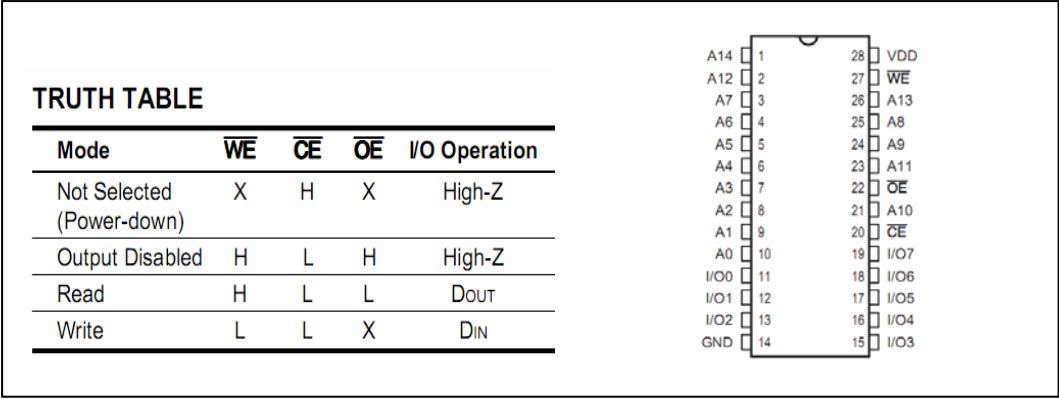 TRUTH TABLE
Mode WE CE OE I/O Operation
Not Selected X H X High-Z
(Power-down)
Output Disabled H L H High-Z
Read H L L DOUT
Write L L X DIN
A14 1 28 VDD
A12 2 27 WE
A7 3 26 A13
A6 4 25 A8
A5 5 24 A9
A4 6 23 A11
A3 7 22 OE
A2 8 21 A10
A1 9 20 CE
A0 10 19 I/O7
I/O0 11 18 I/O6
I/O1 12 17 I/O5
I/O2 13 16 I/O4
GND 14 15 I/O3